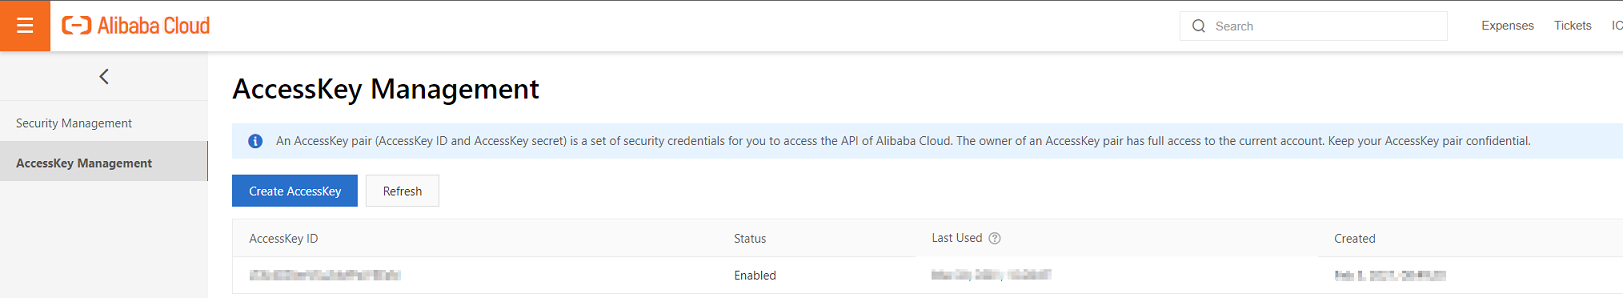 Alibaba Cloud
Search
Expenses Tickets IC
AccessKey Management
Security Management
AccessKey Management
An AccessKey pair (AccessKey ID and AccessKey secret) is a set of security credentials for you to access the API of Alibaba Cloud. The owner of an AccessKey pair has full access to the current account. Keep your AccessKey pair confidential.
Create AccessKey Refresh
AccessKey ID Status Last Used Created
Enabled